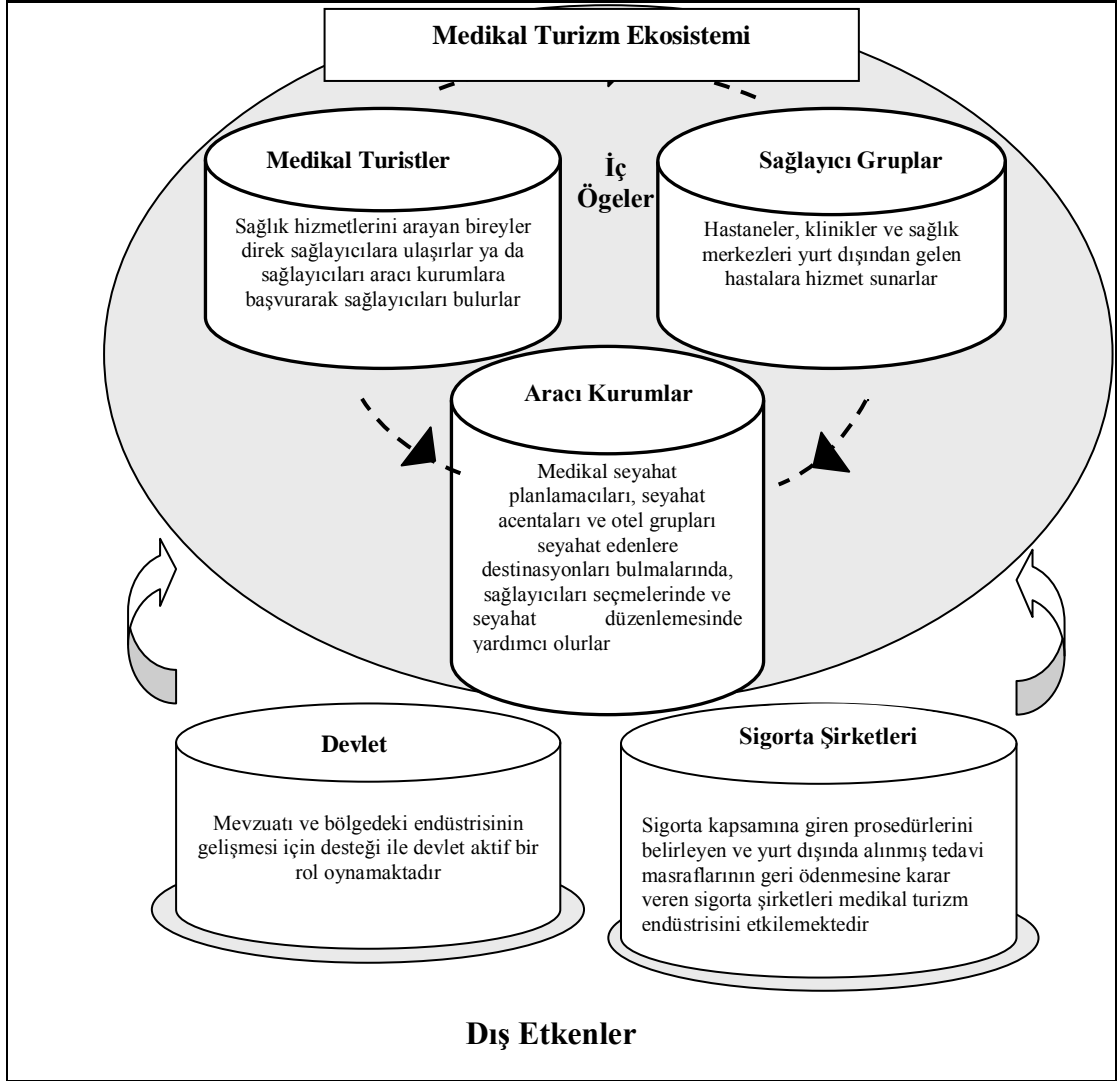 Medikal Turizm Ekosistemi
Medikal Turistler
Sağlık hizmetlerini arayan bireyler
direk sağlayıcılara ulaşırlar ya da
sağlayıcıları aracı kurumlara
başvurarak sağlayıcıları bulurlar
İç
Ögeler
Sağlayıcı Gruplar
Hastaneler, klinikler ve sağlık
merkezleri yurt dışından gelen
hastalara hizmet sunarlar
Aracı Kurumlar
Medikal seyahat
planlamacıları, seyahat
acentaları ve otel grupları
seyahat edenlere
destinasyonları bulmalarında,
sağlayıcıları seçmelerinde ve
seyahat düzenlemesinde
yardımcı olurlar
Devlet
Mevzuatı ve bölgedeki endüstrisinin
gelişmesi için desteği ile devlet aktif bir
rol oynamaktadır
Sigorta Şirketleri
Sigorta kapsamına giren prosedürlerini
belirleyen ve yurt dışında alınmış tedavi
masraflarının geri ödenmesine karar
veren sigorta şirketleri medikal turizm
endüstrisini etkilemektedir
Dış Etkenler